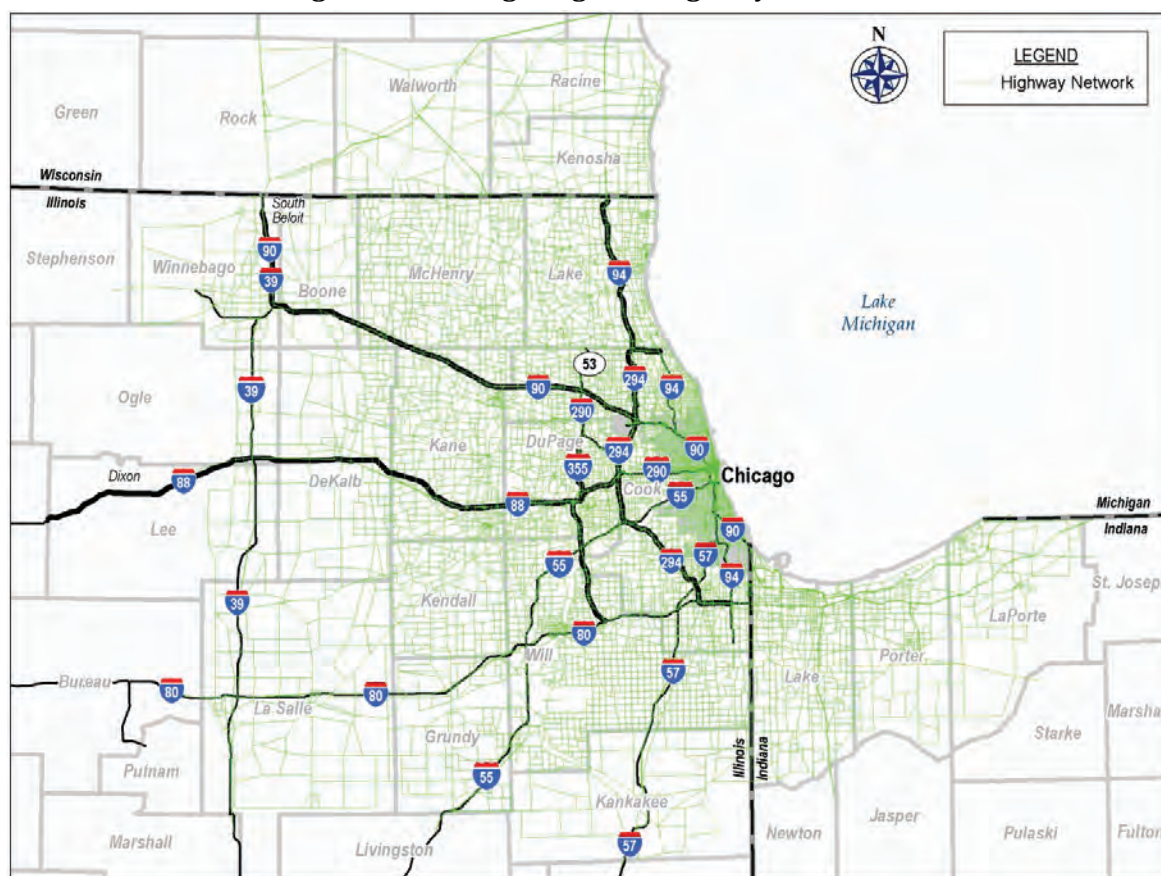 N
LEGEND
Highway Network
Racine
Walworth
Green
Rock
Kenosha
Wisconsin
Illinois
South
Beloit
90
Stephenson
Winnebago
39
McHenry
Lake
94
Boone
Lake
Michigan
53
39
90
294
94
Ogle
290
Kane
DuPage
90
294
355
290
Chicago
Dixon
88
DeKalb
Cook
55
88
Michigan
Indiana
Lee
90
55
294
57
94
St. Joseph
39
Kendall
LaPorte
80
Will
Porter
57
Lake
Bureau
80
80
La Salle
Marsha
Starke
Grundy
Illinois
Indiana
Putnam
55
Kankakee
Jasper
Newton
Pulaski
Fulton
Marshall
Livingston
57